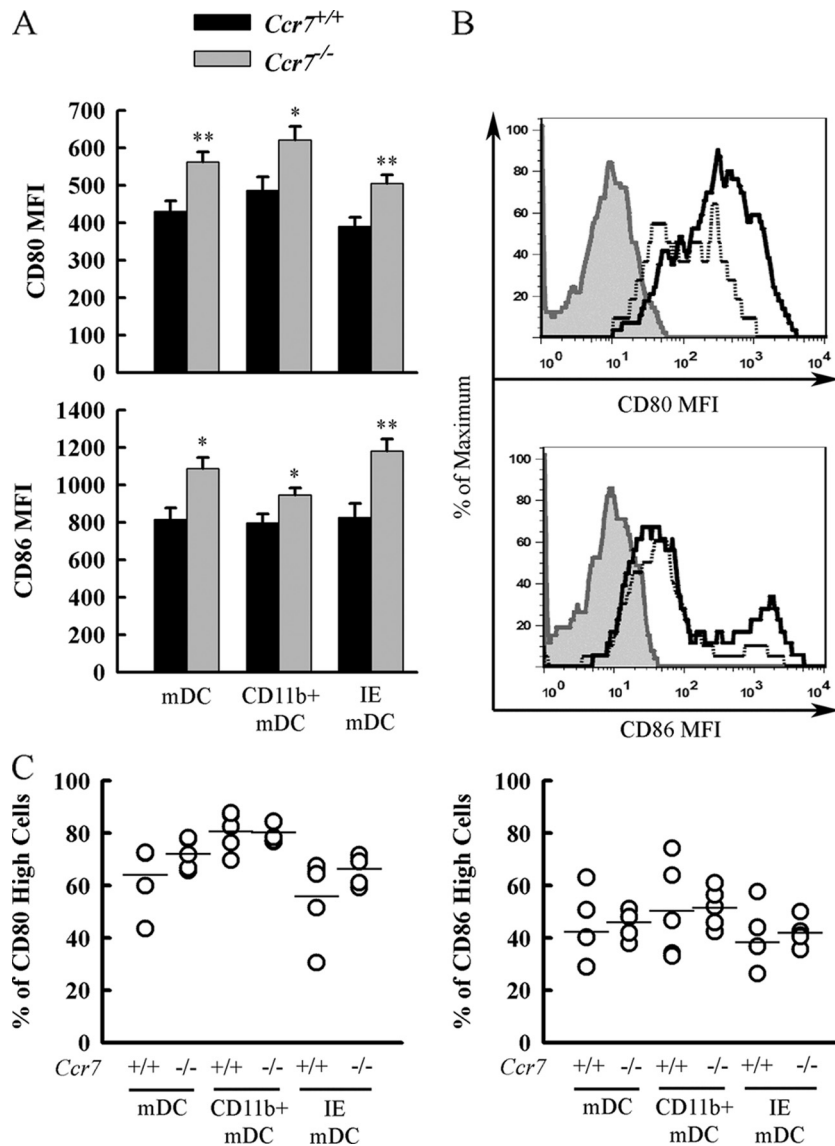 A
Ccr7+/+
Ccr7-/-
B
700
600
500
400
300
200
100
0
CD80 MFI
**
*
**
1400
1200
1000
800
600
400
200
0
CD86 MFI
*
*
**
mDC
CD11b+
mDC
IE
mDC
% of Maximum
100
80
60
40
20
10^0
10^1
10^2
10^3
10^4
CD80 MFI
100
80
60
40
20
10^0
10^1
10^2
10^3
10^4
CD86 MFI
C
% of CD80 High Cells
100
80
60
40
20
0
Ccr7 +/+ -/- +/+ -/- +/+ -/-
mDC
CD11b+
mDC
IE
mDC
% of CD86 High Cells
100
80
60
40
20
0
+/+ -/- +/+ -/- +/+ -/-
mDC
CD11b+
mDC
IE
mDC